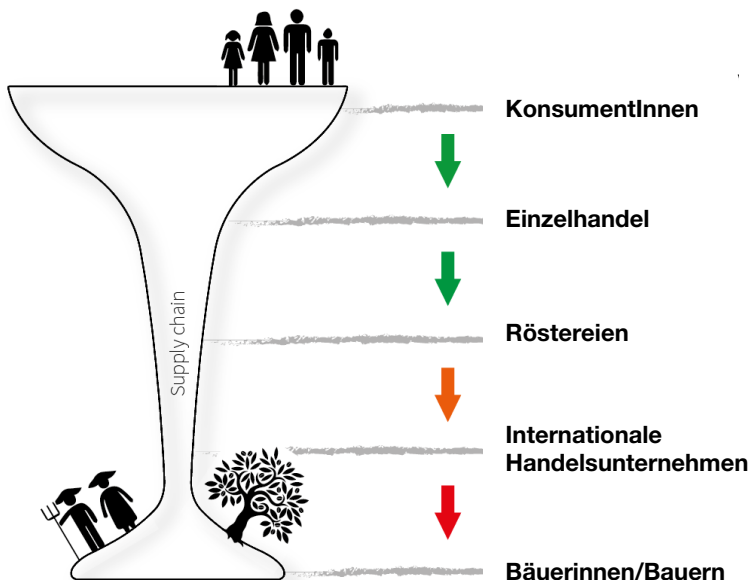 KonsumentInnen
Einzelhandel
Supply chain
Röstereien
Internationale
Handelsunternehmen
Bäuerinnen/Bauern